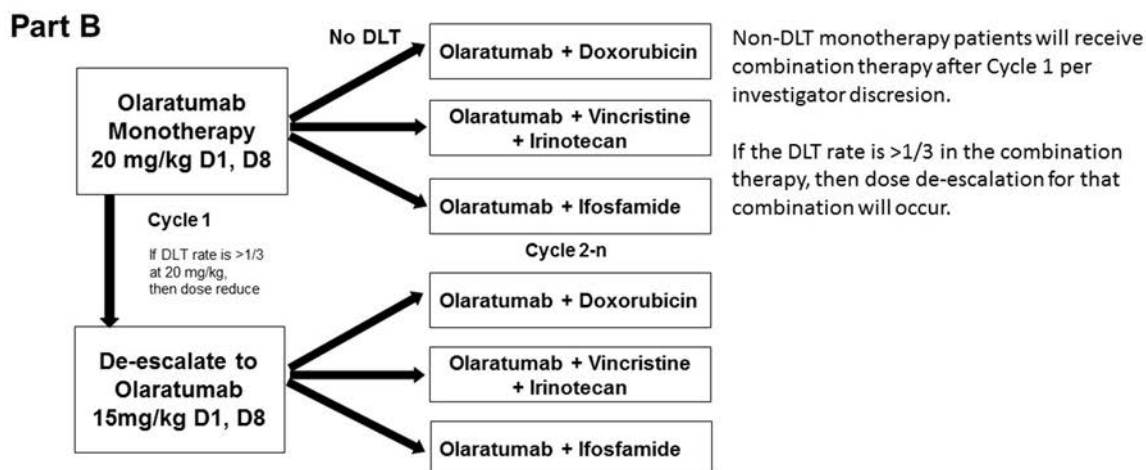 Part B
No DLT
Olaratumab
Monotherapy
20 mg/kg D1, D8
Olaratumab + Doxorubicin
Olaratumab + Vincristine
+ Irinotecan
Olaratumab + Ifosfamide
Non-DLT monotherapy patients will receive
combination therapy after Cycle 1 per
investigator discresion.
If the DLT rate is >1/3 in the combination
therapy, then dose de-escalation for that
combination will occur.
Cycle 1
If DLT rate is >1/3
at 20 mg/kg,
then dose reduce
Cycle 2-n
De-escalate to
Olaratumab
15mg/kg D1, D8
Olaratumab + Doxorubicin
Olaratumab + Vincristine
+ Irinotecan
Olaratumab + Ifosfamide